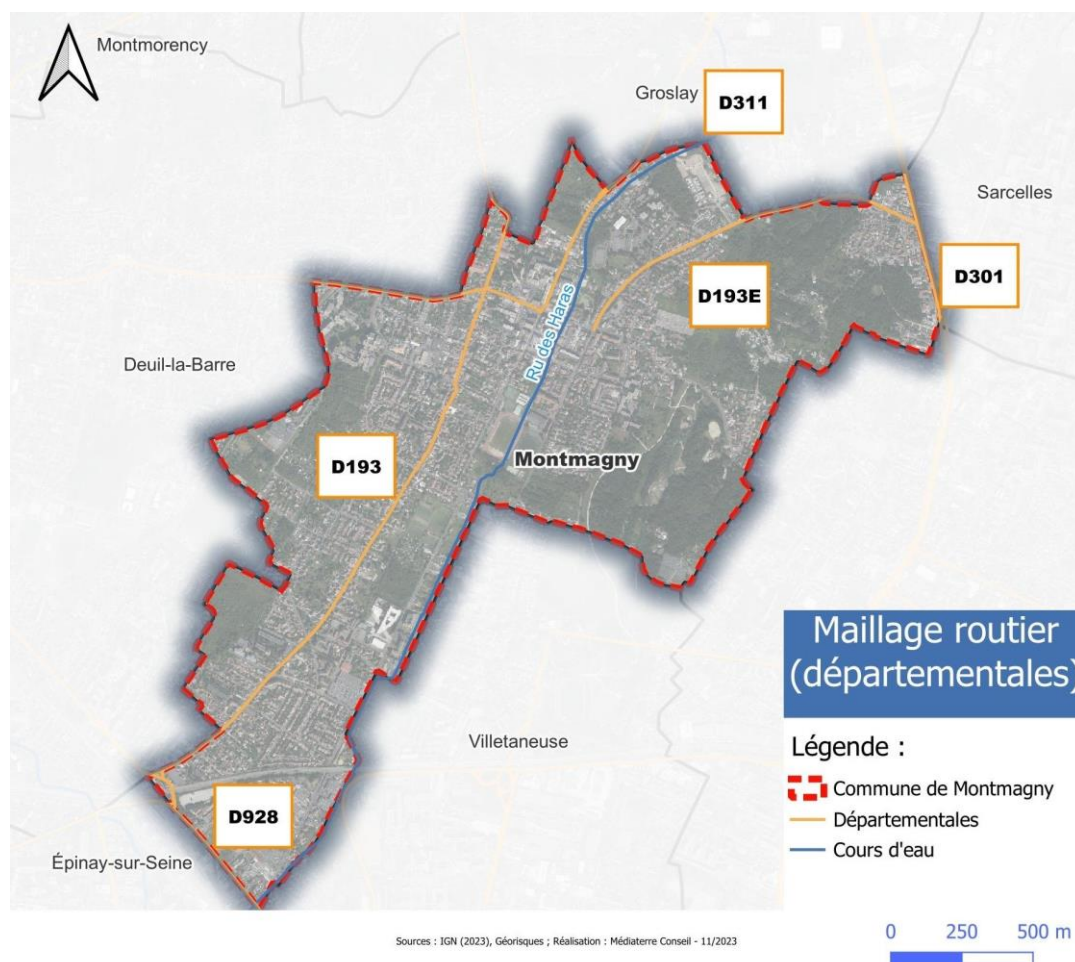 Montmorency
Groslay
D311
Sarcelles
D301
D193E
Ru des Haras
Deuil-la-Barre
D193
Montmagny
Maillage routier
(départementales)
Légende :
Commune de Montmagny
Départementales
Cours d'eau
Villetaneuse
D928
Épinay-sur-Seine
Sources : IGN (2023), Géorisques ; Réalisation : Médiaterre Conseil - 11/2023
0 250 500 m